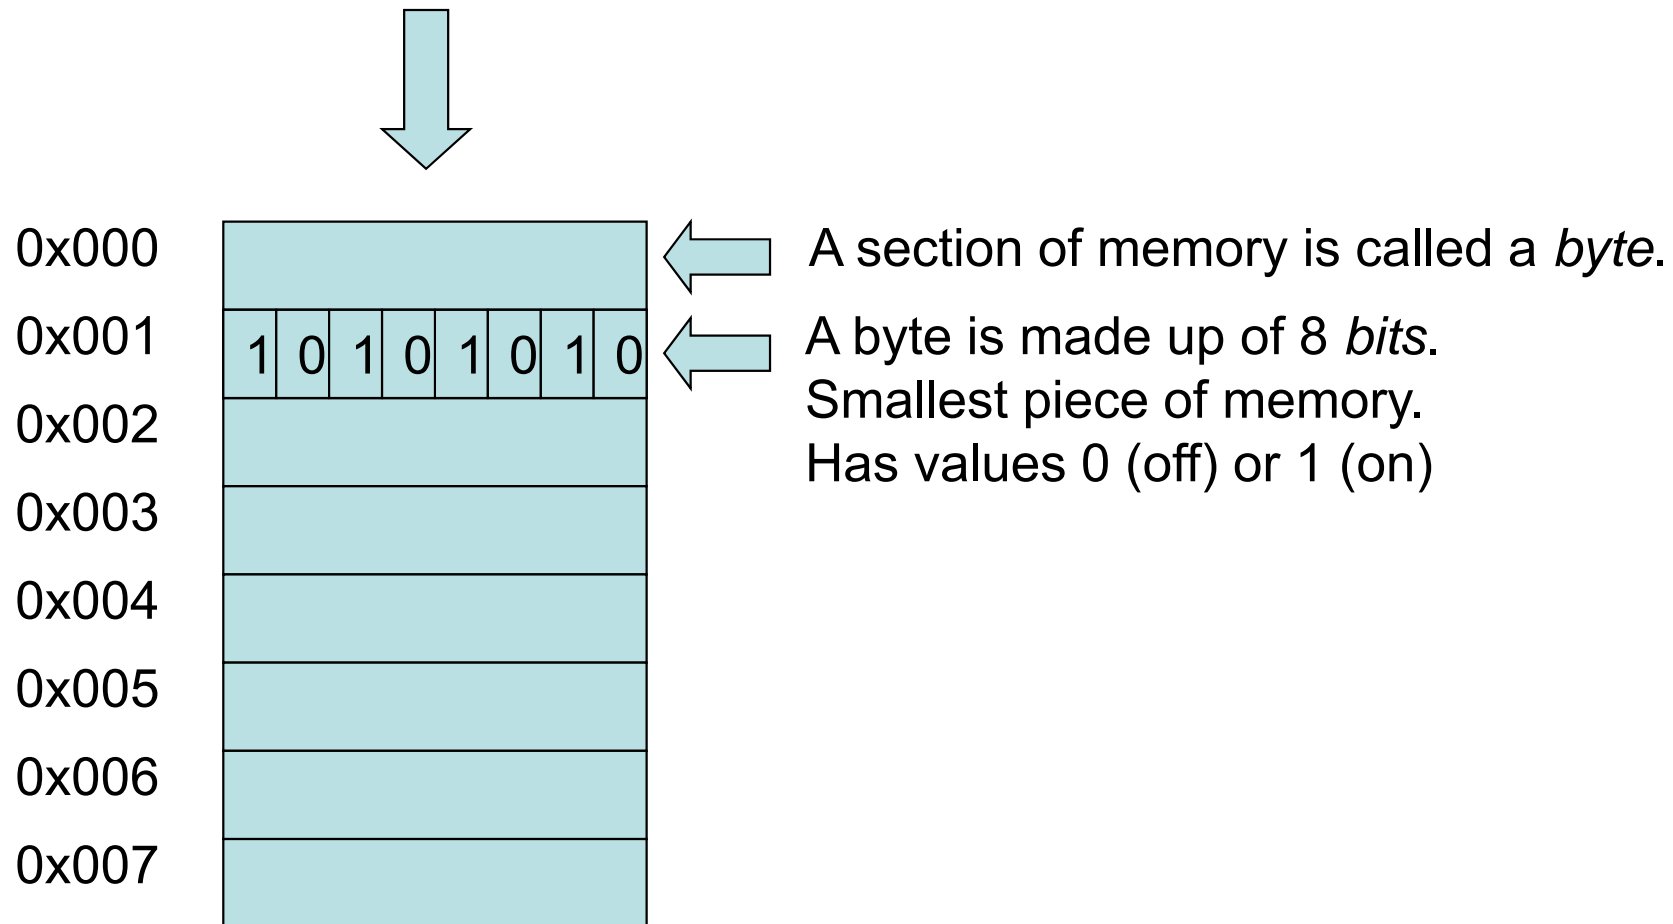 0x000
A section of memory is called a byte.
0x001
1 0 1 0 1 0 1 0
A byte is made up of 8 bits.
Smallest piece of memory.
Has values 0 (off) or 1 (on)
0x002
0x003
0x004
0x005
0x006
0x007